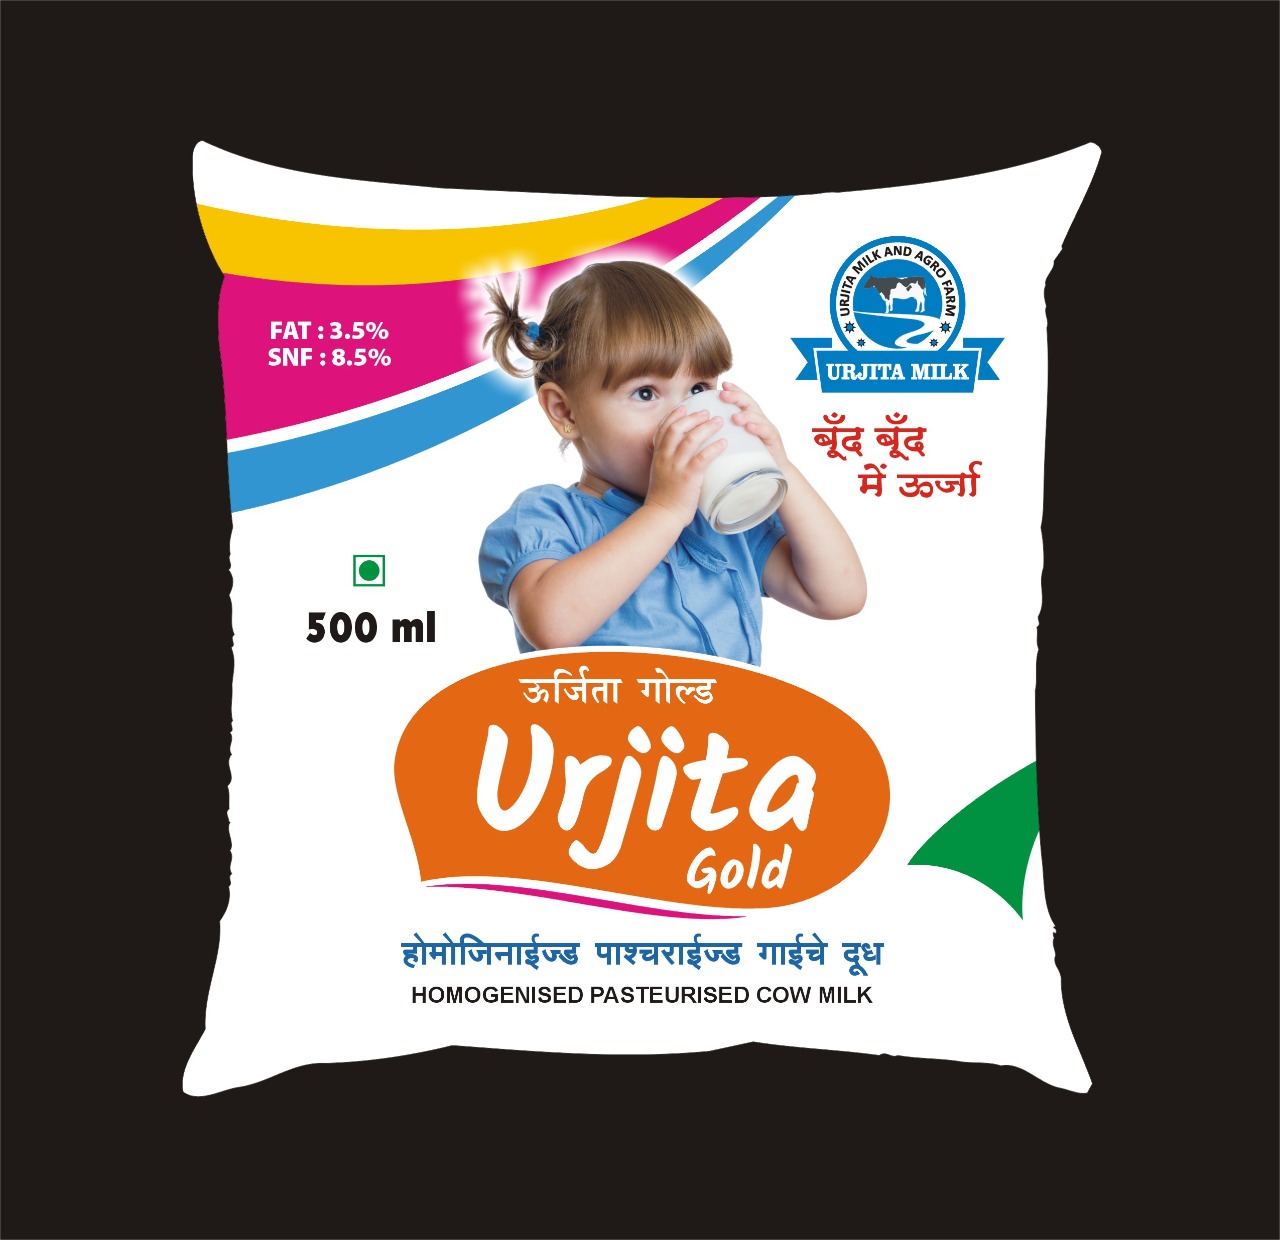 FAT : 3.5%
SNF : 8.5%
URJITA MILK AND AGRO FARM
URJITA MILK
बूँद बूँद
में ऊर्जा
500 ml
ऊर्जिता गोल्ड
Urjita
Gold
होमोजिनाईज्ड पाश्चराईज्ड गाईचे दूध
HOMOGENISED PASTEURISED COW MILK